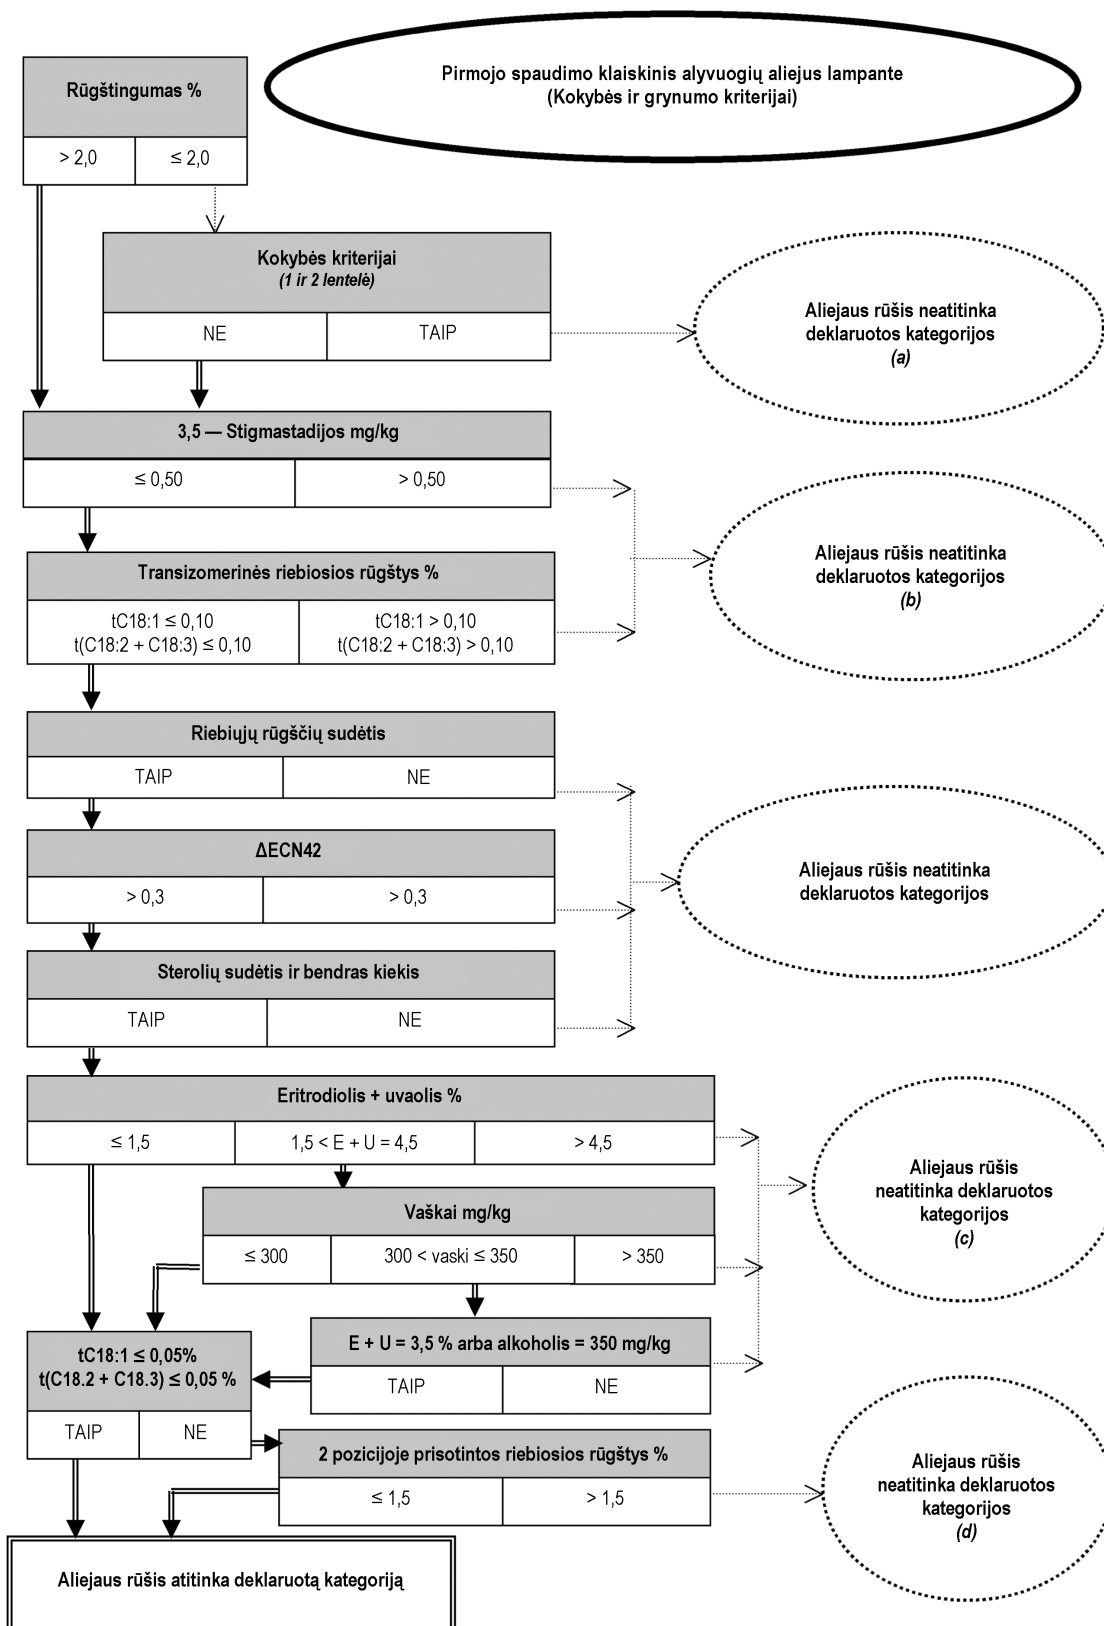 Pirmojo spaudimo klaiskinis alyvuogių aliejus lampante
(Kokybės ir grynumo kriterijai)
Rūgštingumas %
> 2,0
≤ 2,0
Kokybės kriterijai
(1 ir 2 lentelė)
NE
TAIP
Aliejaus rūšis neatitinka
deklaruotos kategorijos
(a)
3,5 — Stigmastadijos mg/kg
≤ 0,50
> 0,50
Aliejaus rūšis neatitinka
deklaruotos kategorijos
(b)
Transizomerinės riebiosios rūgštys %
tC18:1 ≤ 0,10
t(C18:2 + C18:3) ≤ 0,10
tC18:1 > 0,10
t(C18:2 + C18:3) > 0,10
Riebiųjų rūgščių sudėtis
TAIP
NE
ΔECN42
> 0,3
> 0,3
Aliejaus rūšis neatitinka
deklaruotos kategorijos
Sterolių sudėtis ir bendras kiekis
TAIP
NE
Eritrodiolis + uvaolis %
≤ 1,5
1,5 < E + U = 4,5
> 4,5
Aliejaus rūšis
neatitinka deklaruotos
kategorijos
(c)
Vaškai mg/kg
≤ 300
300 < vaski ≤ 350
> 350
E + U = 3,5 % arba alkoholis = 350 mg/kg
TAIP
NE
tC18:1 ≤ 0,05%
t(C18.2 + C18.3) ≤ 0,05 %
TAIP
NE
2 pozicijoje prisotintos riebiosios rūgštys %
≤ 1,5
> 1,5
Aliejaus rūšis
neatitinka deklaruotos
kategorijos
(d)
Aliejaus rūšis atitinka deklaruotą kategoriją